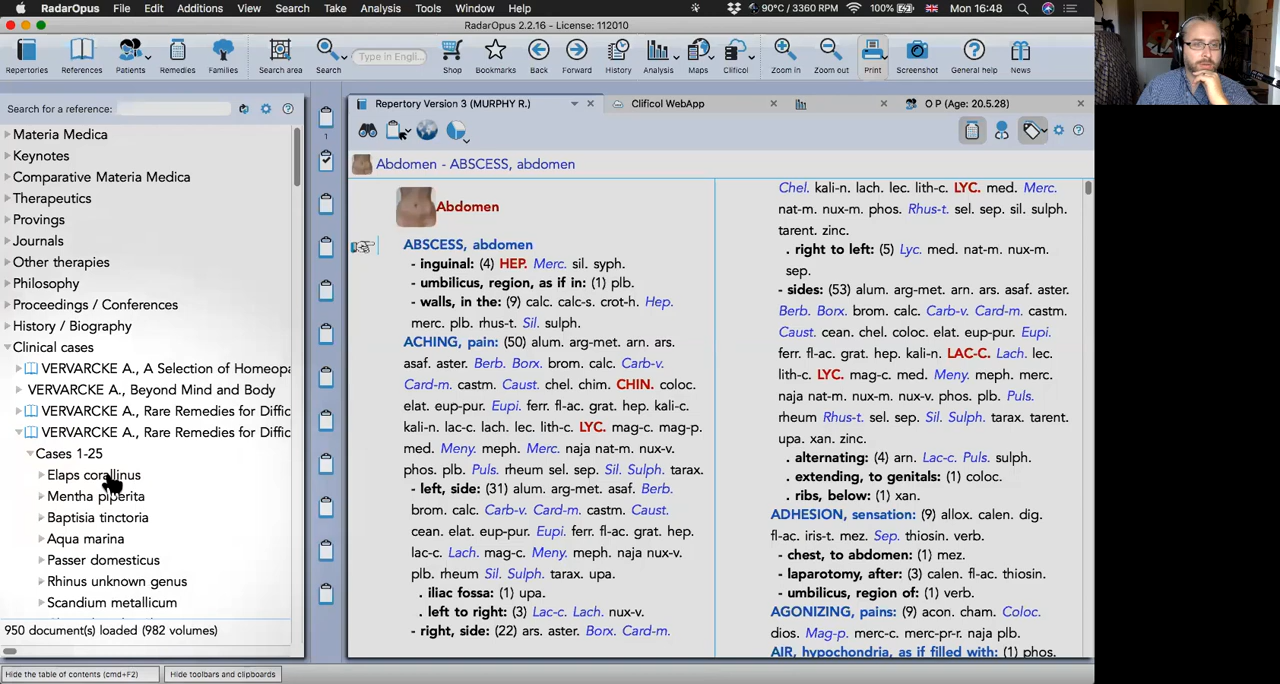 RadarOpus File Edit Additions View Search Take Analysis Tools Window Help 90°C / 3360 RPM 100% Mon 16:48
RadarOpus 2.2.16 - License: 112010
Repertories References Patients Remedies Families Search area Search Type in Engli... Shop Bookmarks Back Forward History Analysis Maps Clificol Zoom in Zoom out Print Screenshot General help News
Search for a reference:
Materia Medica
Keynotes
Comparative Materia Medica
Therapeutics
Provings
Journals
Other therapies
Philosophy
Proceedings / Conferences
History / Biography
Clinical cases
VERVARCKE A., A Selection of Homeopa
VERVARCKE A., Beyond Mind and Body
VERVARCKE A., Rare Remedies for Diffic
VERVARCKE A., Rare Remedies for Diffic
Cases 1-25
Elaps corallinus
Mentha piperita
Baptisia tinctoria
Aqua marina
Passer domesticus
Rhinus unknown genus
Scandium metallicum
950 document(s) loaded (982 volumes)
Hide the table of contents (cmd+F2) Hide toolbars and clipboards
1
Repertory Version 3 (MURPHY R.) Clificol WebApp O P (Age: 20.5.28)
Abdomen - ABSCESS, abdomen
Abdomen
ABSCESS, abdomen
- inguinal: (4) HEP. Merc. sil. syph.
- umbilicus, region, as if in: (1) plb.
- walls, in the: (9) calc. calc-s. crot-h. Hep.
merc. plb. rhus-t. Sil. sulph.
ACHING, pain: (50) alum. arg-met. arn. ars.
asaf. aster. Berb. Borx. brom. calc. Carb-v.
Card-m. castm. Caust. chel. chim. CHIN. coloc.
elat. eup-pur. Eupi. ferr. fl-ac. grat. hep. kali-c.
kali-n. lac-c. lach. lec. lith-c. LYC. mag-c. mag-p.
med. Meny. meph. Merc. naja nat-m. nux-v.
phos. plb. Puls. rheum sel. sep. Sil. Sulph. tarax.
- left, side: (31) alum. arg-met. asaf. Berb.
brom. calc. Carb-v. Card-m. castm. Caust.
cean. elat. eup-pur. Eupi. ferr. fl-ac. grat. hep.
lac-c. Lach. mag-c. Meny. meph. naja nux-v.
plb. rheum Sil. Sulph. tarax. upa.
. iliac fossa: (1) upa.
. left to right: (3) Lac-c. Lach. nux-v.
- right, side: (22) ars. aster. Borx. Card-m.
Chel. kali-n. lach. lec. lith-c. LYC. med. Merc.
nat-m. nux-m. phos. Rhus-t. sel. sep. sil. sulph.
tarent. zinc.
. right to left: (5) Lyc. med. nat-m. nux-m.
sep.
- sides: (53) alum. arg-met. arn. ars. asaf. aster.
Berb. Borx. brom. calc. Carb-v. Card-m. castm.
Caust. cean. chel. coloc. elat. eup-pur. Eupi.
ferr. fl-ac. grat. hep. kali-n. LAC-C. Lach. lec.
lith-c. LYC. mag-c. med. Meny. meph. merc.
naja nat-m. nux-m. nux-v. phos. plb. Puls.
rheum Rhus-t. sel. sep. Sil. Sulph. tarax. tarent.
upa. xan. zinc.
. alternating: (4) arn. Lac-c. Puls. sulph.
. extending, to genitals: (1) coloc.
. ribs, below: (1) xan.
ADHESION, sensation: (9) allox. calen. dig.
fl-ac. iris-t. mez. Sep. thiosin. verb.
- chest, to abdomen: (1) mez.
- laparotomy, after: (3) calen. fl-ac. thiosin.
- umbilicus, region of: (1) verb.
AGONIZING, pains: (9) acon. cham. Coloc.
dios. Mag-p. merc-c. merc-pr-r. naja plb.
AIR, hypochondria, as if filled with: (1) phos.